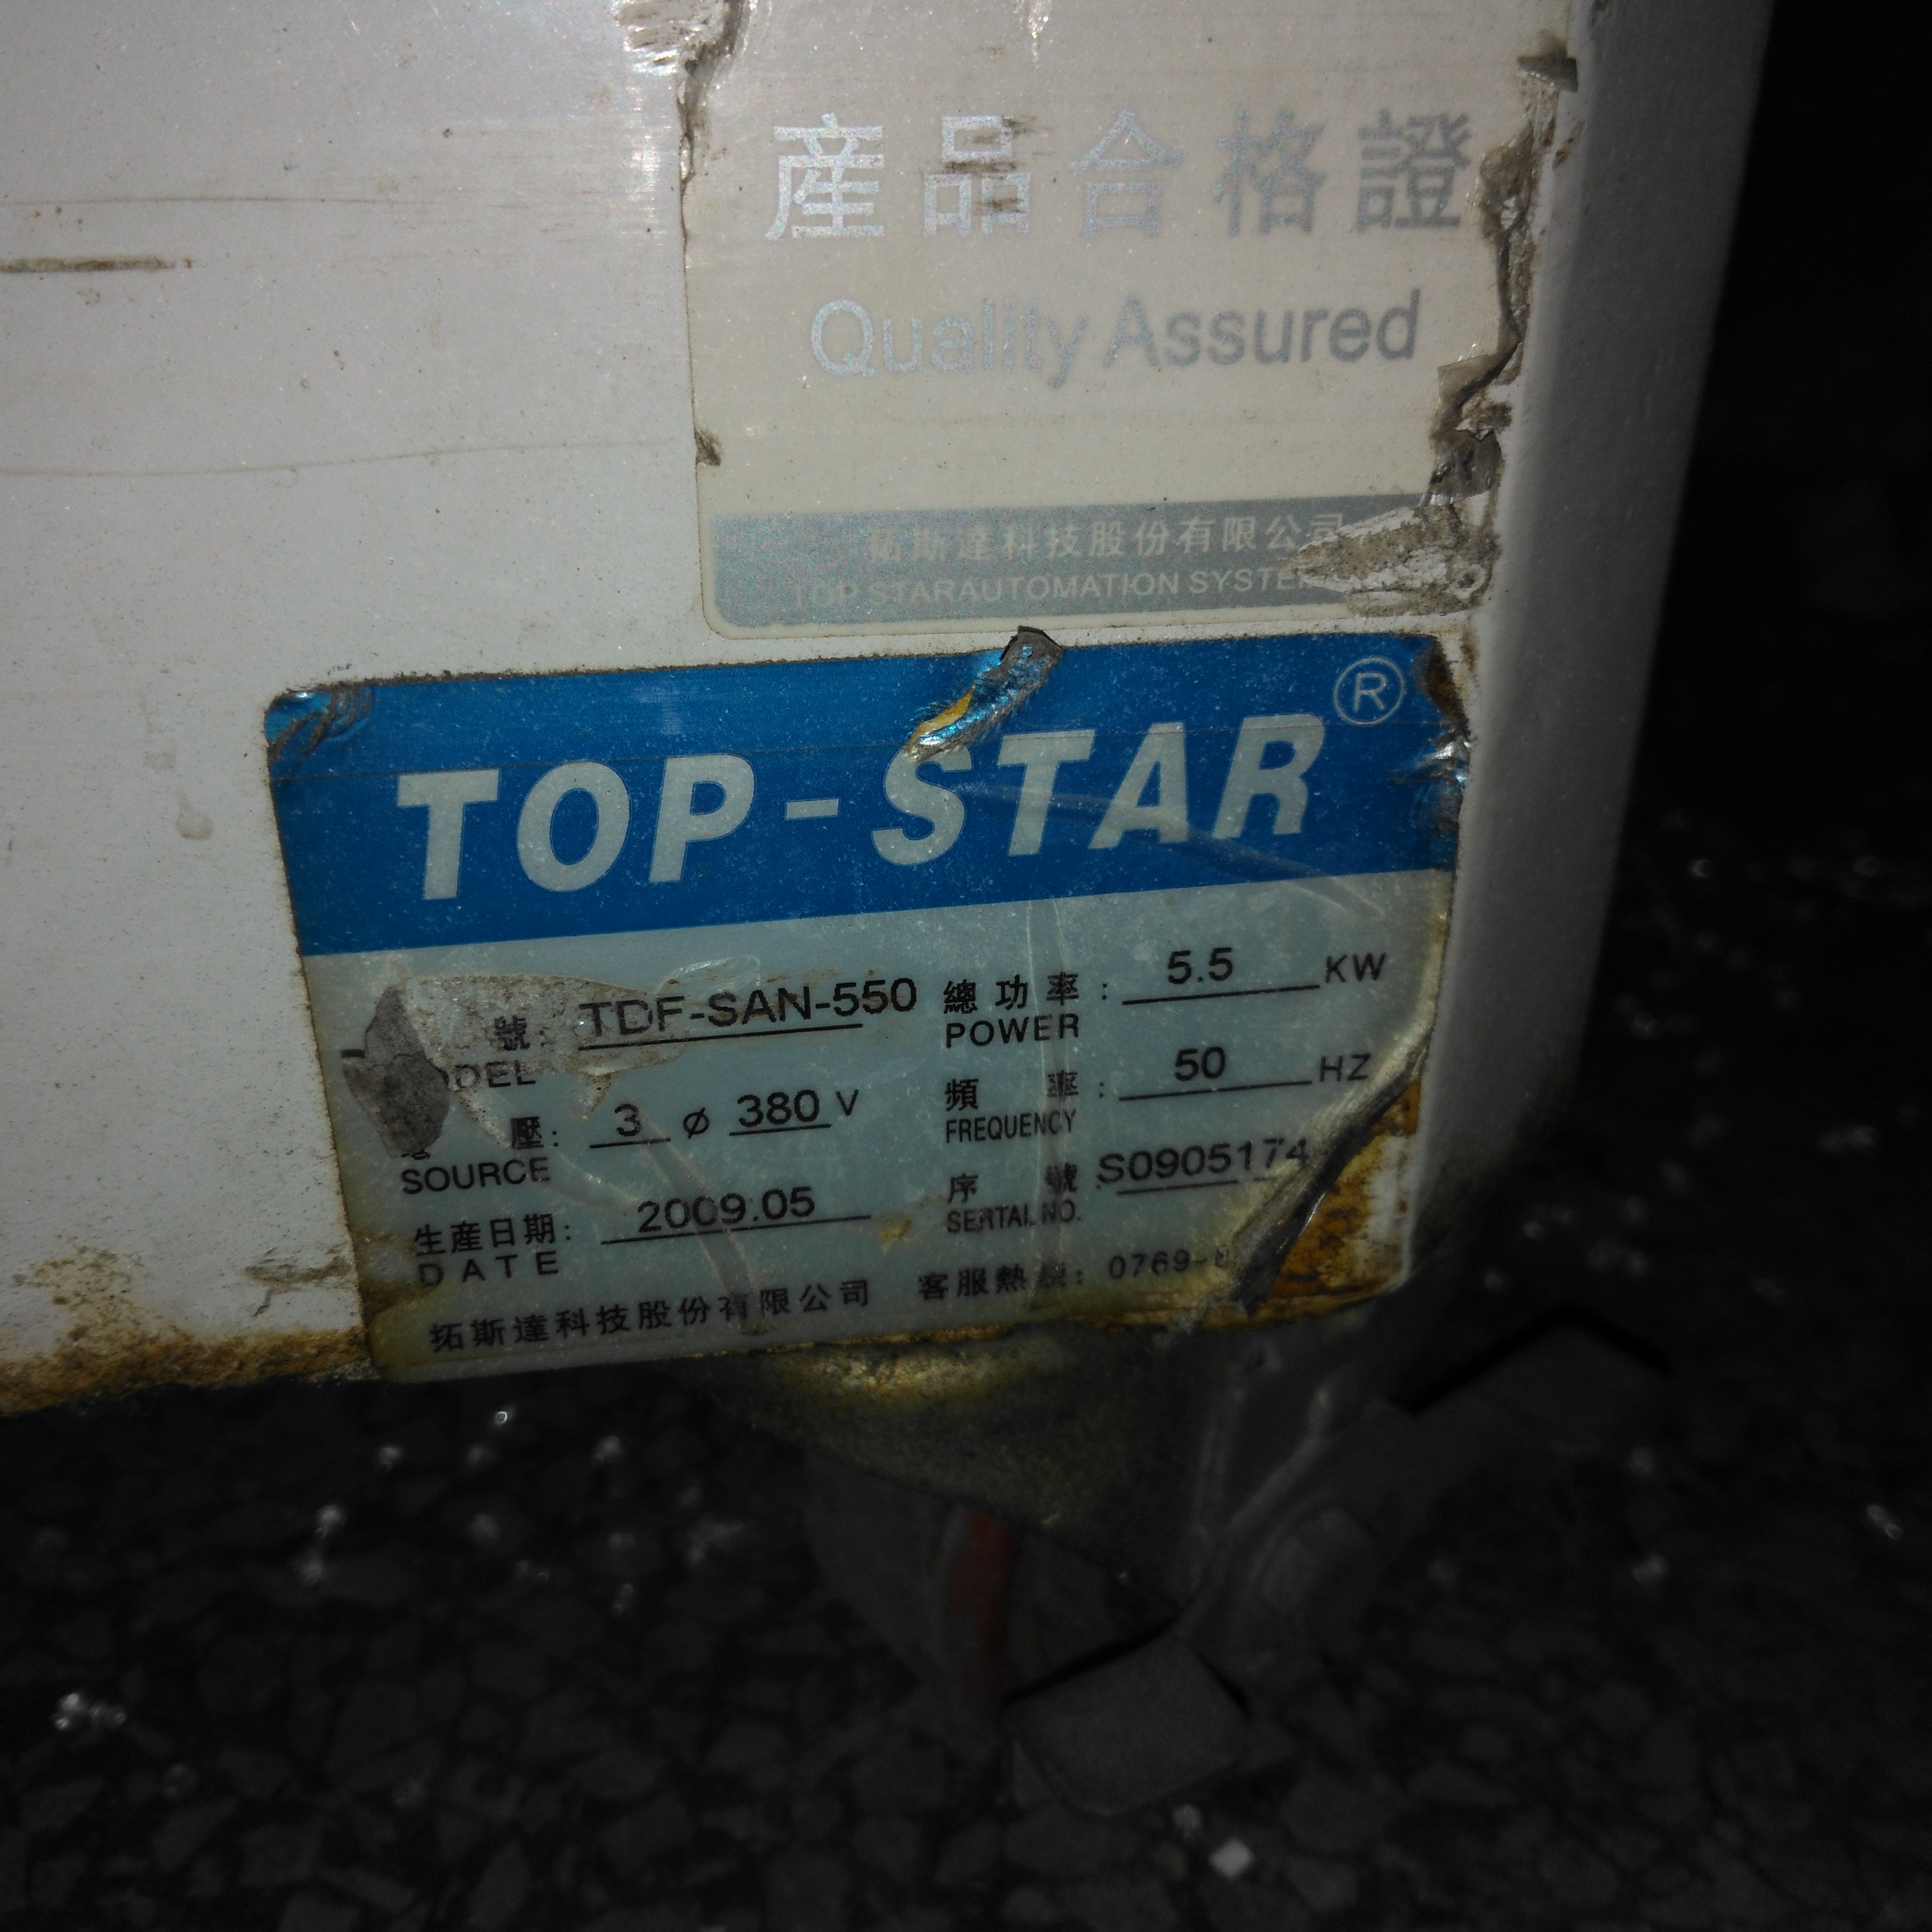 產品合格證
Quality Assured
拓斯達科技股份有限公司
TOP STARAUTOMATION SYSTEM
TOP-STAR®
號: TDF-SAN-550
ODEL
總功率: 5.5 KW
POWER
壓: 3 ø 380 V
SOURCE
頻率: 50 HZ
FREQUENCY
生產日期: 2009.05
DATE
序號: S0905174
SERTAL NO.
拓斯達科技股份有限公司 客服熱線: 0769-8